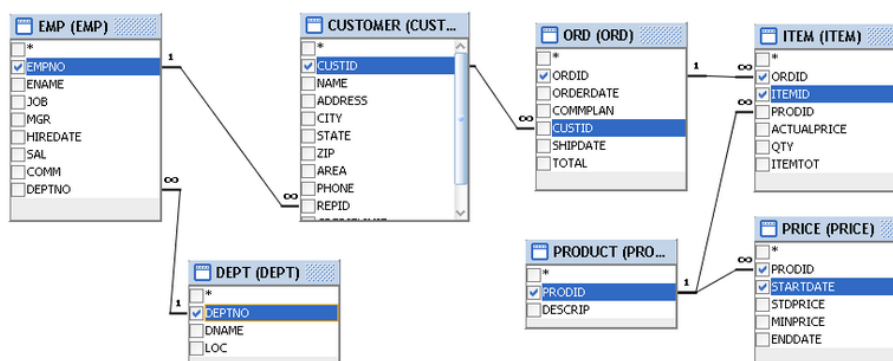 EMP (EMP)
*
EMPNO
ENAME
JOB
MGR
HIREDATE
SAL
COMM
DEPTNO
1
∞
CUSTOMER (CUST...
*
CUSTID
NAME
ADDRESS
CITY
STATE
ZIP
AREA
PHONE
REPID
∞
∞
ORD (ORD)
*
ORDID
ORDERDATE
COMMPLAN
CUSTID
SHIPDATE
TOTAL
1
∞
∞
ITEM (ITEM)
*
ORDID
ITEMID
PRODID
ACTUALPRICE
QTY
ITEMTOT
DEPT (DEPT)
*
DEPTNO
DNAME
LOC
1
PRODUCT (PRO...
*
PRODID
DESCRIP
1
∞
PRICE (PRICE)
*
PRODID
STARTDATE
STDPRICE
MINPRICE
ENDDATE